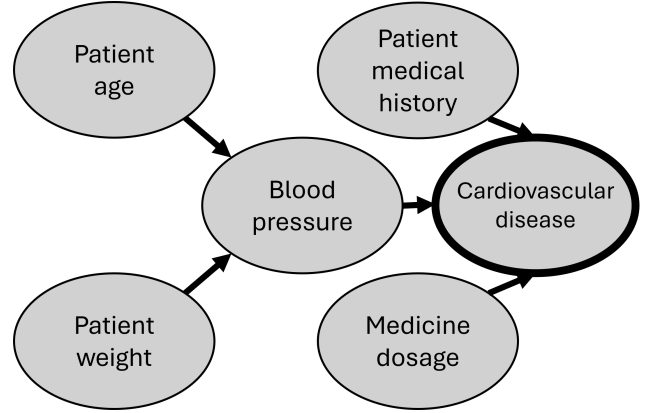 Patient
age
Patient
medical
history
Blood
pressure
Cardiovascular
disease
Patient
weight
Medicine
dosage